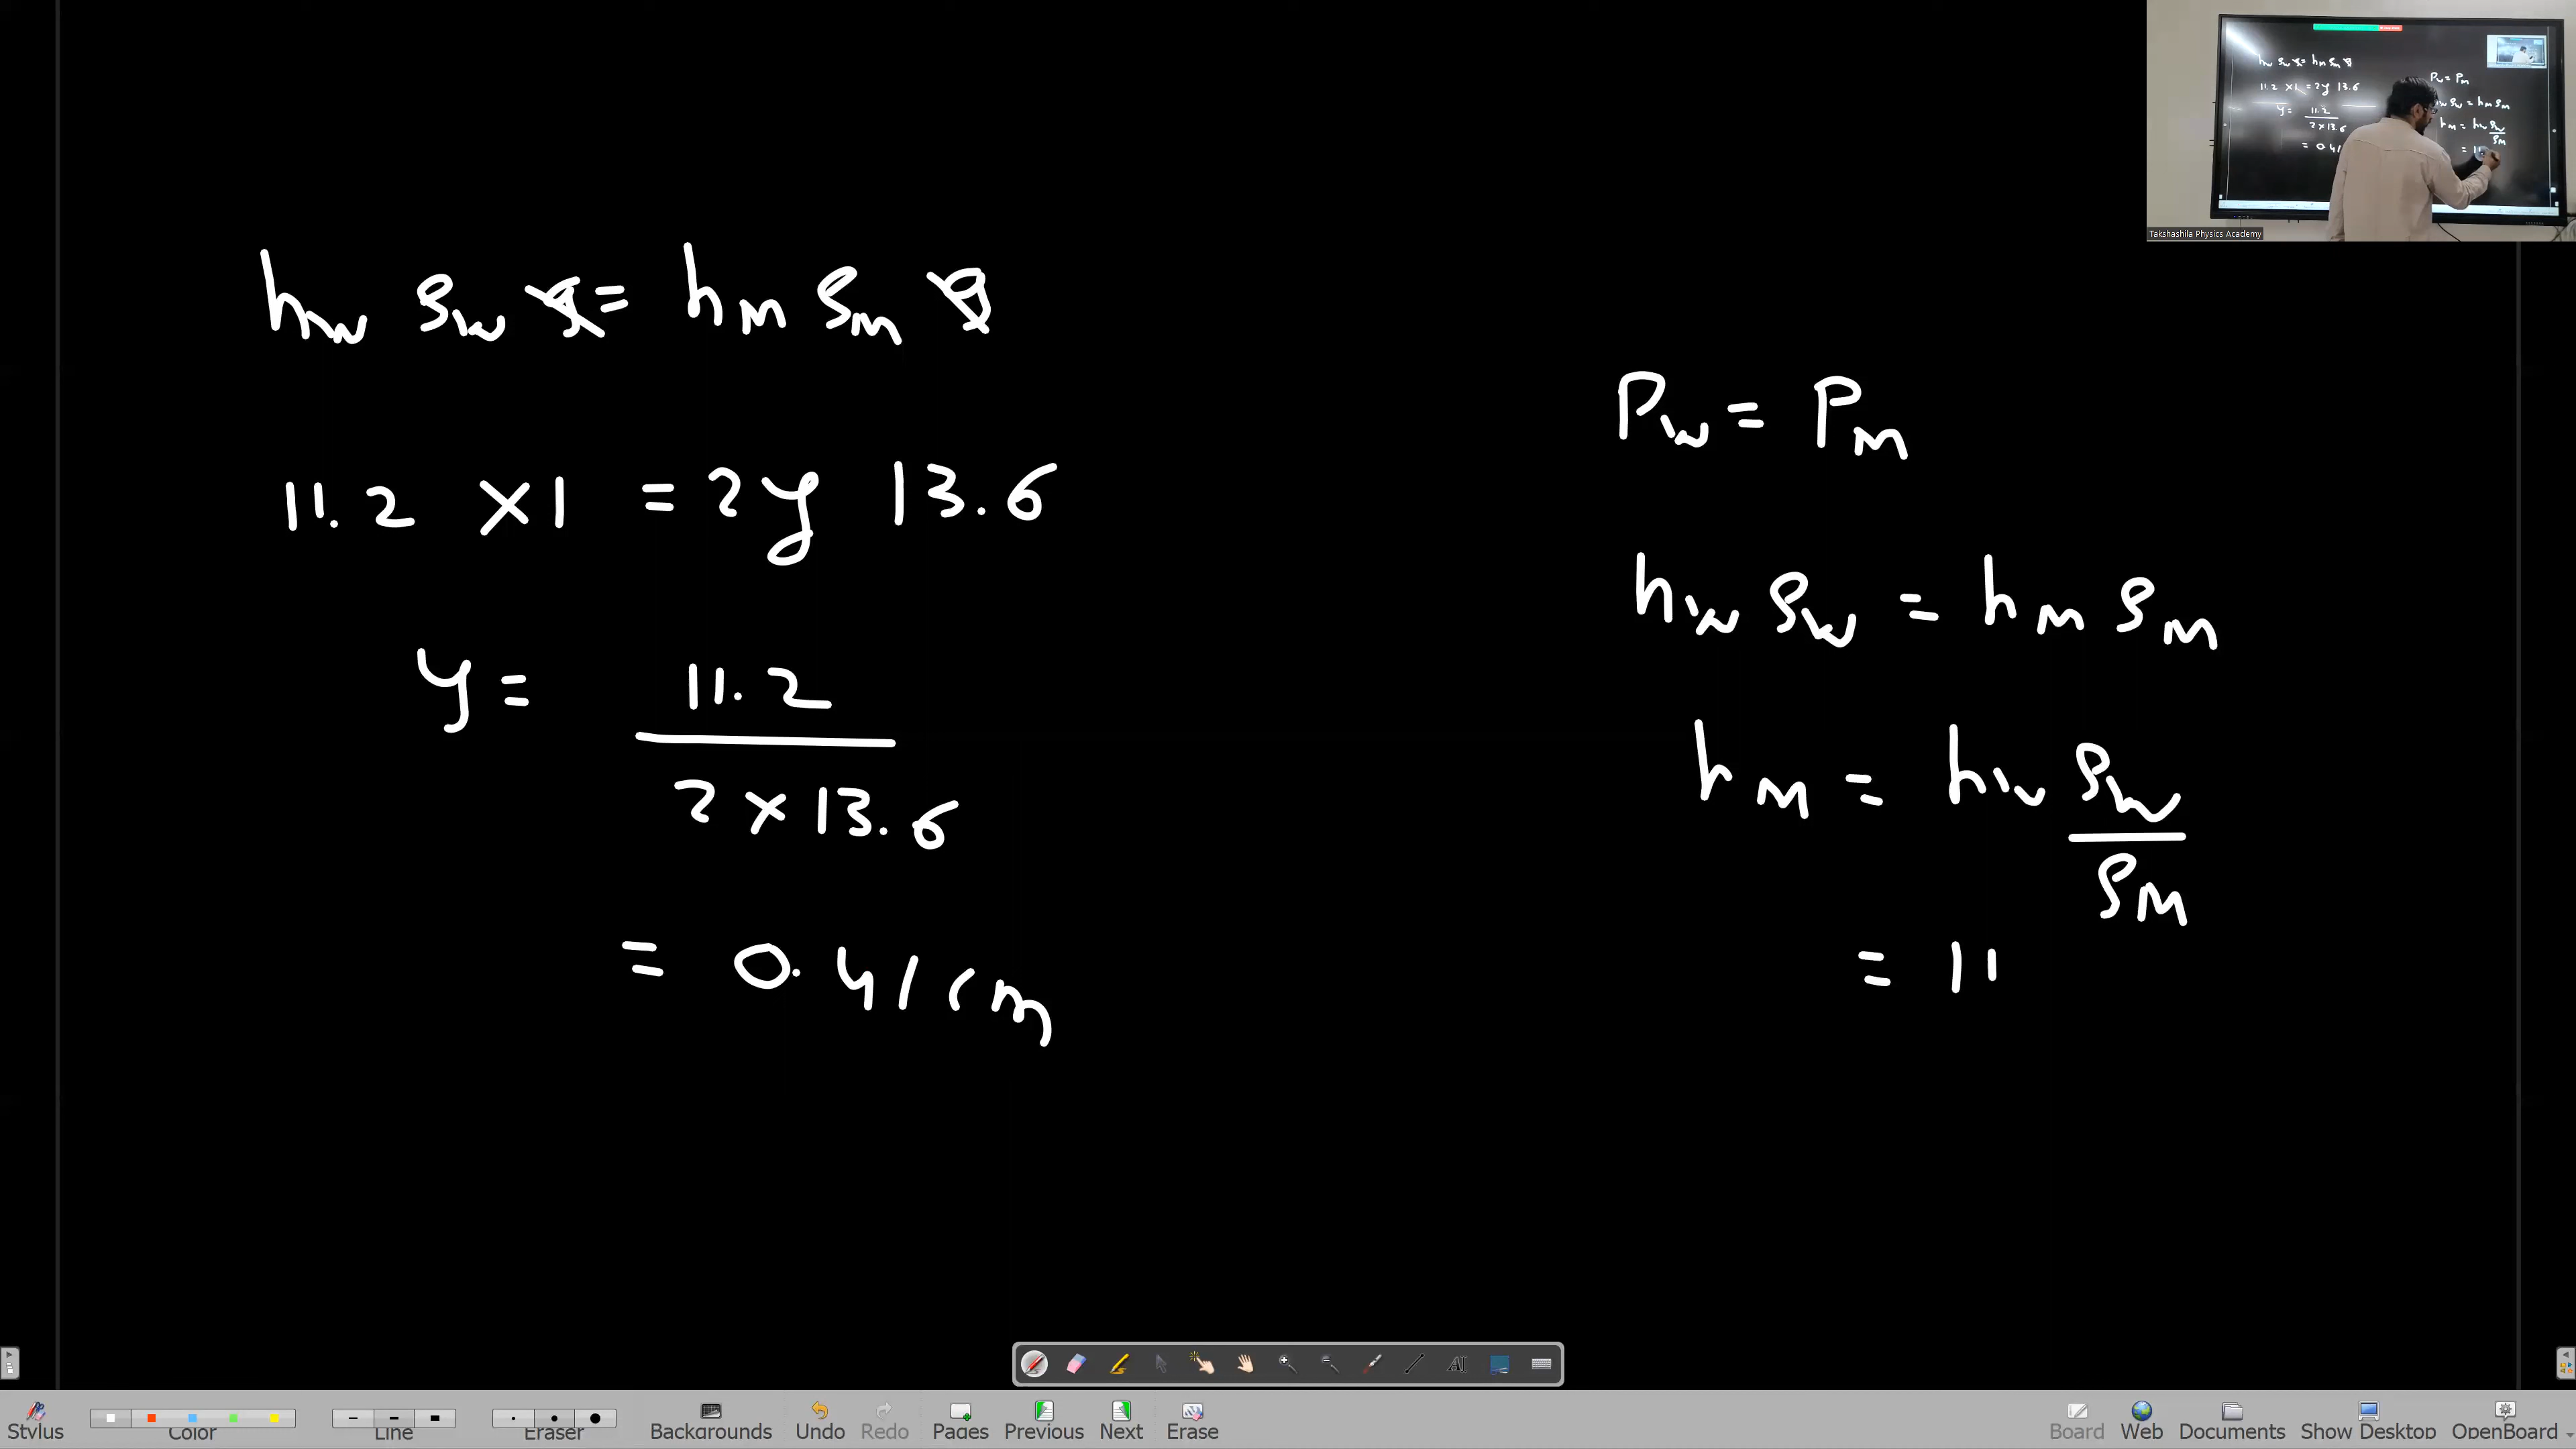 Takshashila Physics Academy
hw ρw g = hm ρm g
11.2 × 1 = 2y 13.6
y = 11.2 / 2 × 13.6
= 0.41 cm
Pw = Pm
hw ρw = hm ρm
hm = hw ρw / ρm
= 11
Stylus
Color
Line
Eraser
Backgrounds
Undo
Redo
Pages
Previous
Next
Erase
Board
Web
Documents
Show Desktop
OpenBoard